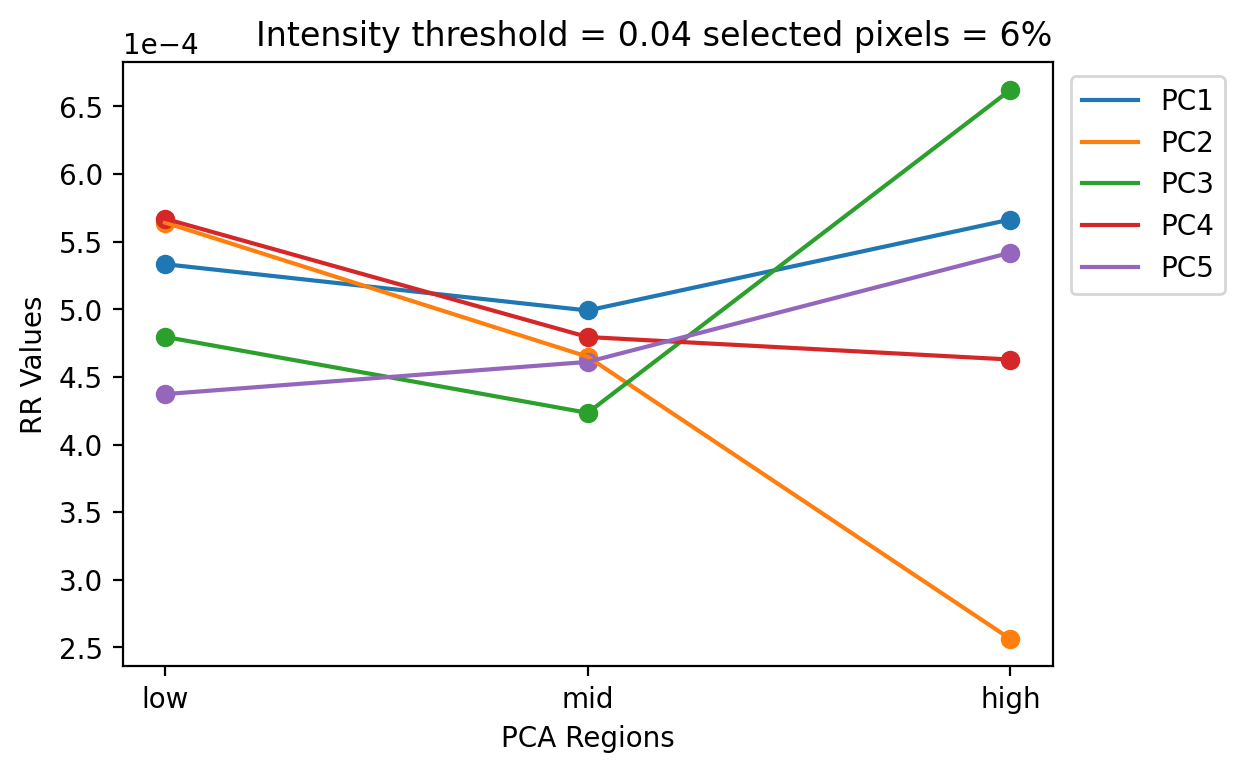 Intensity threshold = 0.04 selected pixels = 6%
1e−4
6.5
6.0
5.5
5.0
4.5
4.0
3.5
3.0
2.5
RR Values
low mid high
PCA Regions
PC1
PC2
PC3
PC4
PC5